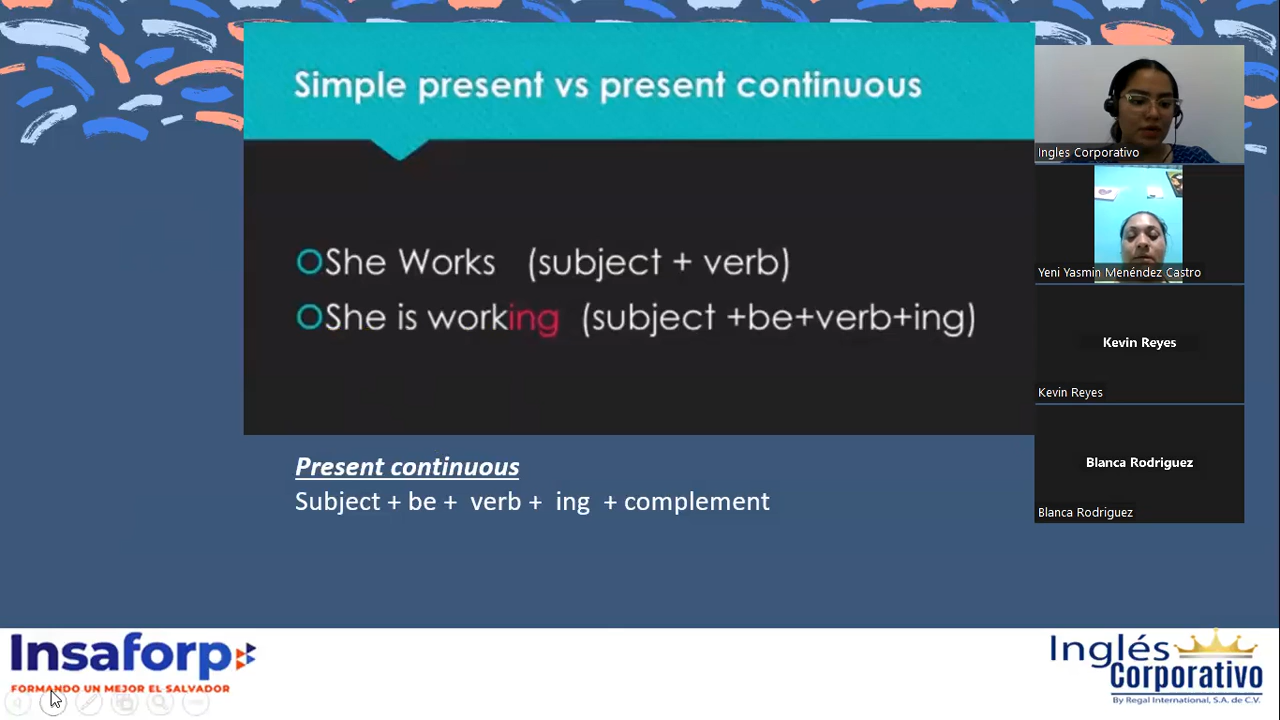 Simple present vs present continuous
She Works (subject + verb)
She is working (subject +be+verb+ing)
Present continuous
Subject + be + verb + ing + complement
Ingles Corporativo
Yeni Yasmin Menéndez Castro
Kevin Reyes
Kevin Reyes
Blanca Rodriguez
Blanca Rodriguez
Insaforp
FORMANDO UN MEJOR EL SALVADOR
Inglés
Corporativo
By Regal International, S.A. de C.V.